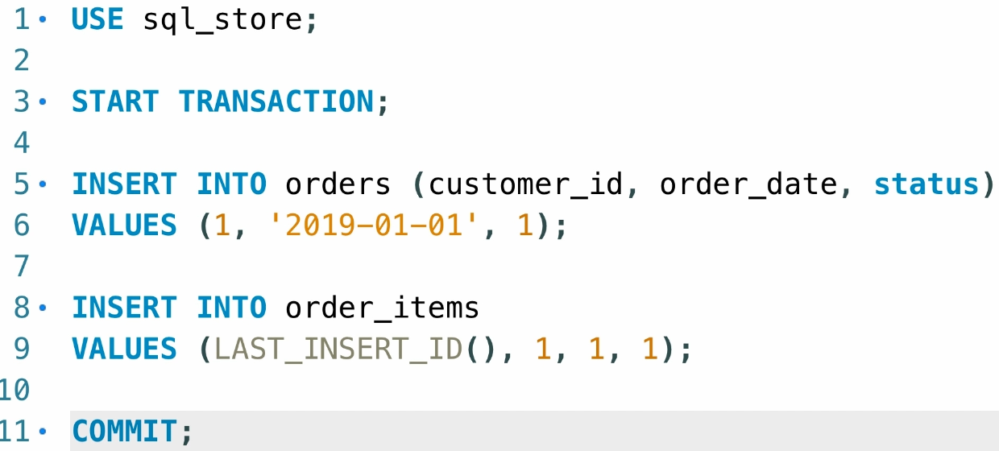 1 USE sql_store;
2
3 START TRANSACTION;
4
5 INSERT INTO orders (customer_id, order_date, status)
6 VALUES (1, '2019-01-01', 1);
7
8 INSERT INTO order_items
9 VALUES (LAST_INSERT_ID(), 1, 1, 1);
10
11 COMMIT;